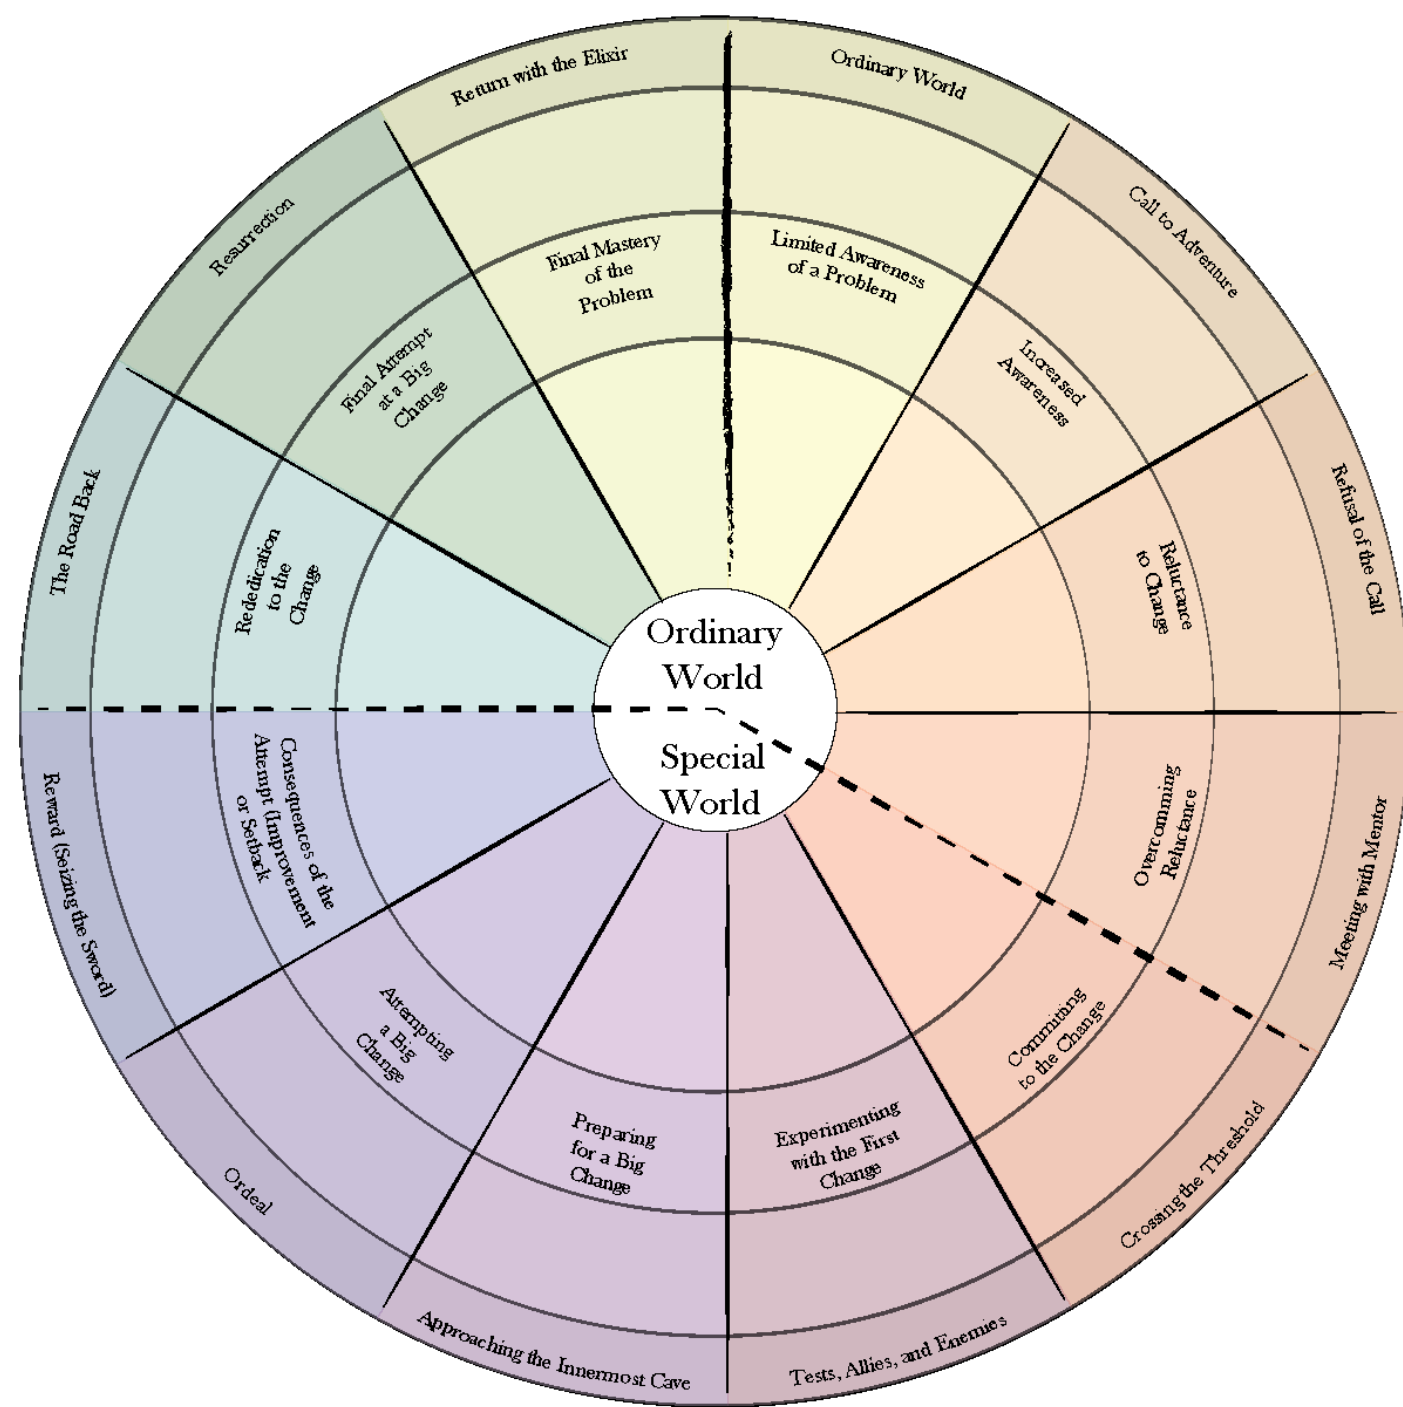 Ordinary World
Limited Awareness
of a Problem
Call to Adventure
Increased
Awareness
Refusal of the Call
Reluctance
to Change
Meeting with Mentor
Overcomming
Reluctance
Crossing the Threshold
Committing
to the Change
Tests, Allies, and Enemies
Experimenting
with the First
Change
Approaching the Innermost Cave
Preparing
for a Big
Change
Ordeal
Attempting
a Big
Change
Reward (Seizing the Sword)
Consequences of the
Attempt (Improvement
or Setback
The Road Back
Rededication
to the
Change
Resurrection
Final Attempt
at a Big
Change
Return with the Elixir
Final Mastery
of the
Problem
Ordinary
World
Special
World